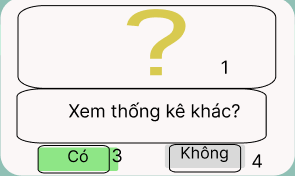 ?
1
Xem thống kê khác?
Có 3 Không 4